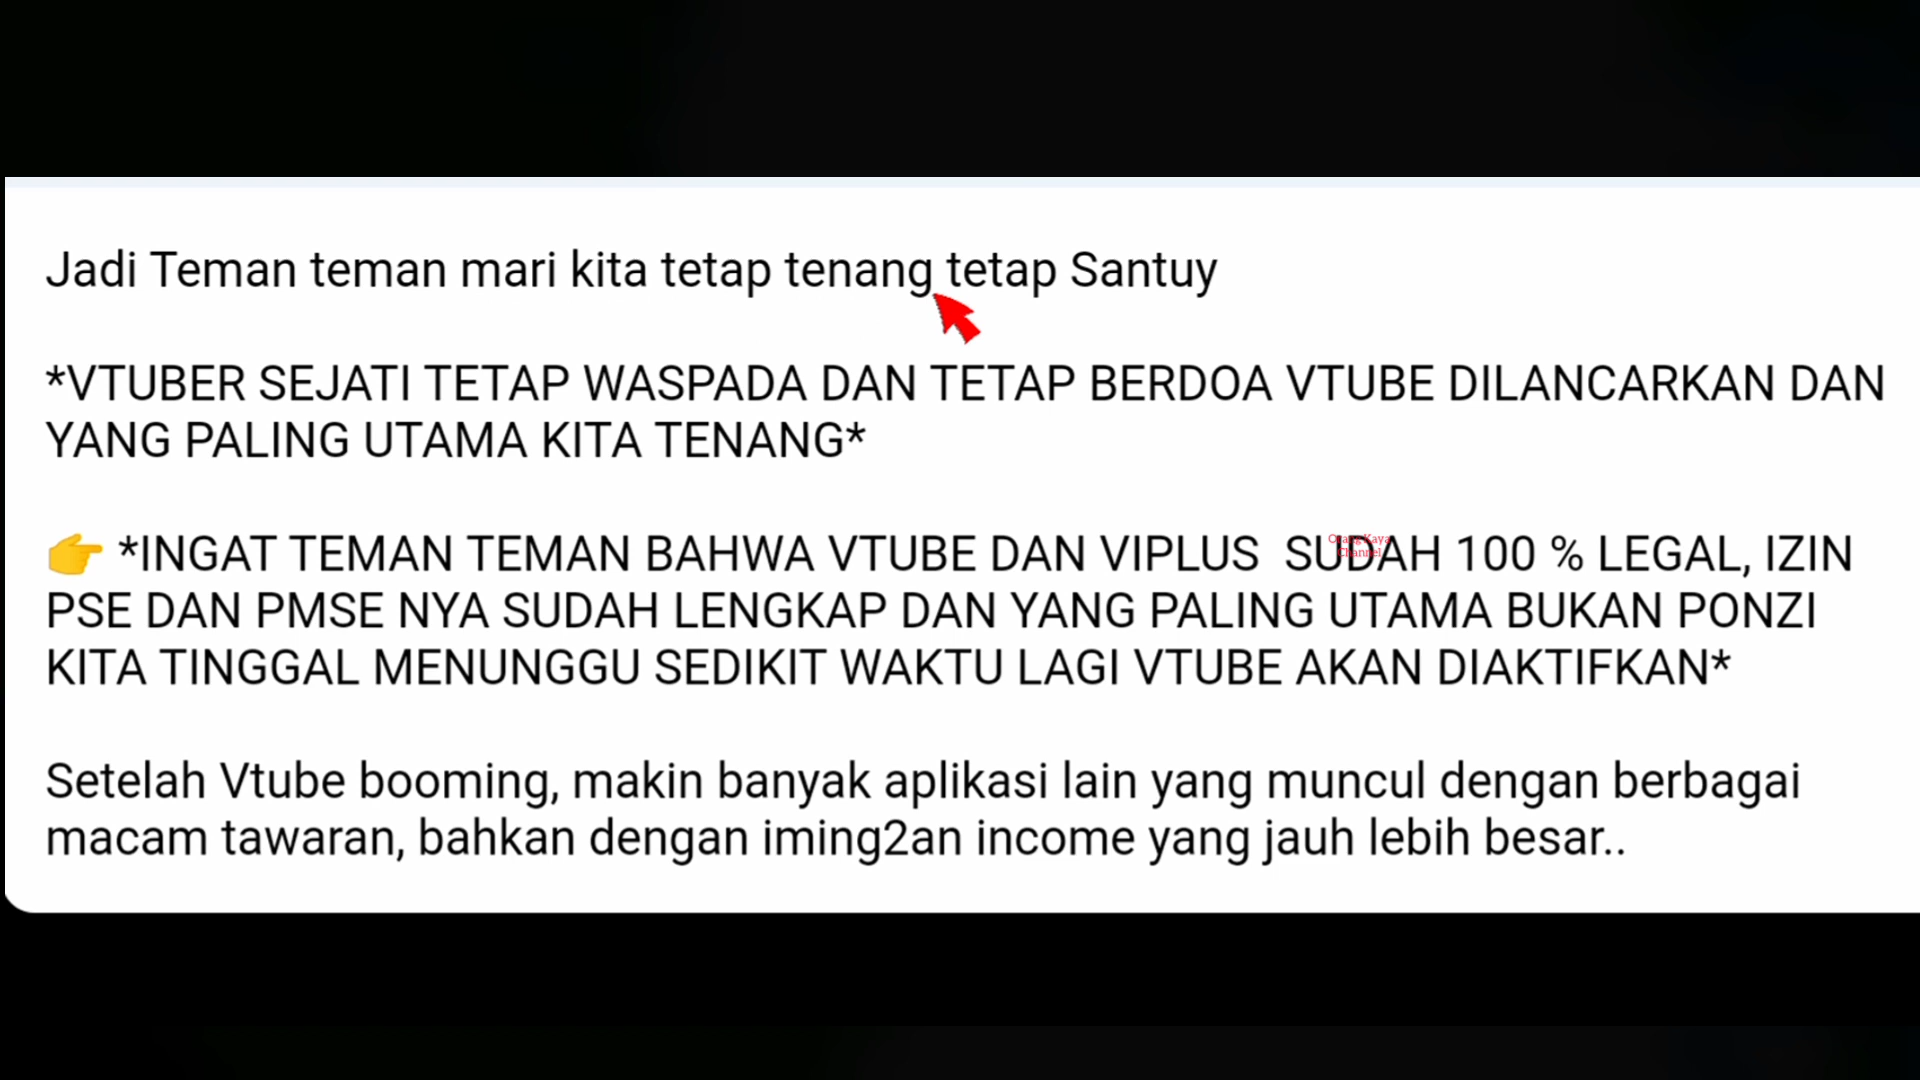 Jadi Teman teman mari kita tetap tenang tetap Santuy
*VTUBER SEJATI TETAP WASPADA DAN TETAP BERDOA VTUBE DILANCARKAN DAN
YANG PALING UTAMA KITA TENANG*
👉 *INGAT TEMAN TEMAN BAHWA VTUBE DAN VIPLUS  SUDAH 100 % LEGAL, IZIN
PSE DAN PMSE NYA SUDAH LENGKAP DAN YANG PALING UTAMA BUKAN PONZI
KITA TINGGAL MENUNGGU SEDIKIT WAKTU LAGI VTUBE AKAN DIAKTIFKAN*
Setelah Vtube booming, makin banyak aplikasi lain yang muncul dengan berbagai
macam tawaran, bahkan dengan iming2an income yang jauh lebih besar..
Orang Kaya
Channel